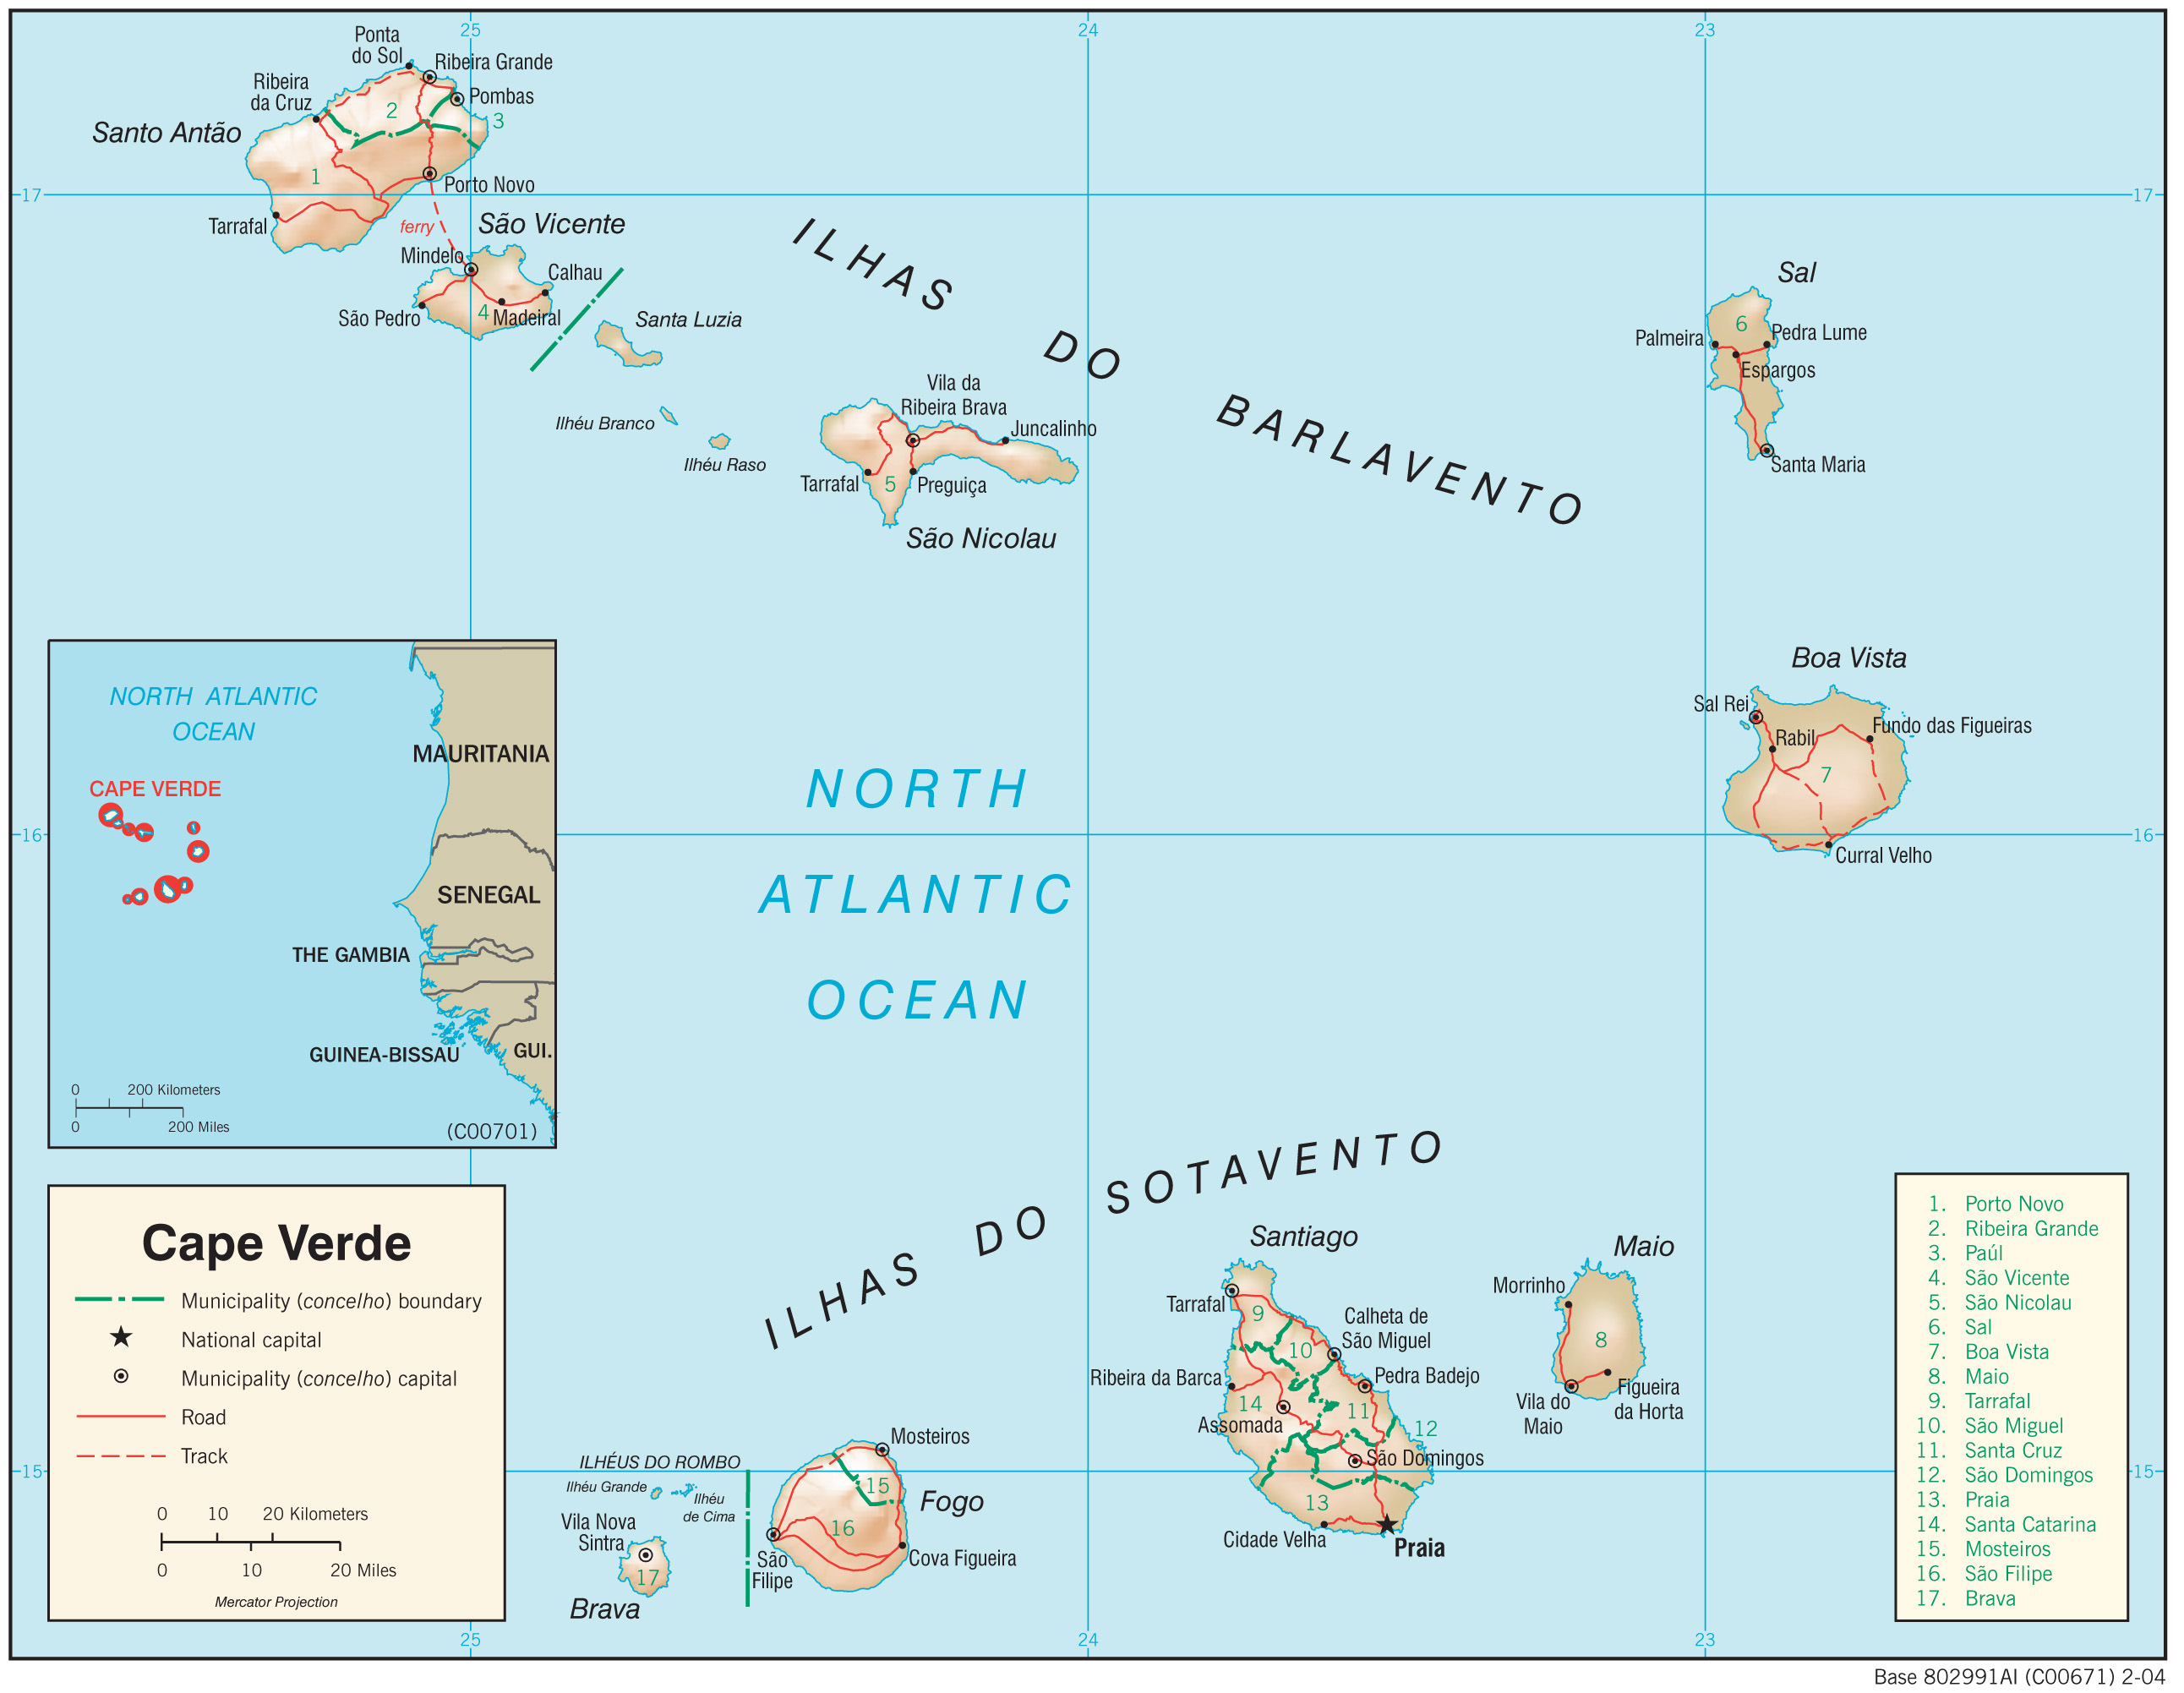 25
24
23
Ponta
do Sol
Ribeira Grande
Ribeira
da Cruz
Pombas
2
3
Santo Antão
1
17
17
Porto Novo
Tarrafal
ferry
São Vicente
Mindelo
Calhau
São Pedro
4
Madeiral
Santa Luzia
Ilhéu Branco
Ilhéu Raso
Vila da
Ribeira Brava
Juncalinho
Tarrafal
5
Preguiça
São Nicolau
ILHAS DO BARLAVENTO
Sal
6
Palmeira
Pedra Lume
Espargos
Santa Maria
Boa Vista
Sal Rei
Rabil
Fundo das Figueiras
7
Curral Velho
16
16
NORTH
ATLANTIC
OCEAN
NORTH ATLANTIC
OCEAN
CAPE VERDE
MAURITANIA
SENEGAL
THE GAMBIA
GUINEA-BISSAU
GUI.
0 200 Kilometers
0 200 Miles
(C00701)
ILHAS DO SOTAVENTO
Santiago
Tarrafal
9
Calheta de
São Miguel
10
Ribeira da Barca
Pedra Badejo
14
11
12
Assomada
São Domingos
13
Cidade Velha
Praia
Maio
Morrinho
8
Vila do
Maio
Figueira
da Horta
15
15
Mosteiros
15
Fogo
16
São
Filipe
Cova Figueira
ILHÉUS DO ROMBO
Ilhéu Grande
Ilhéu
de Cima
Vila Nova
Sintra
17
Brava
Cape Verde
Municipality (concelho) boundary
National capital
Municipality (concelho) capital
Road
Track
0 10 20 Kilometers
0 10 20 Miles
Mercator Projection
1. Porto Novo
2. Ribeira Grande
3. Paúl
4. São Vicente
5. São Nicolau
6. Sal
7. Boa Vista
8. Maio
9. Tarrafal
10. São Miguel
11. Santa Cruz
12. São Domingos
13. Praia
14. Santa Catarina
15. Mosteiros
16. São Filipe
17. Brava
25
24
23
Base 802991AI (C00671) 2-04